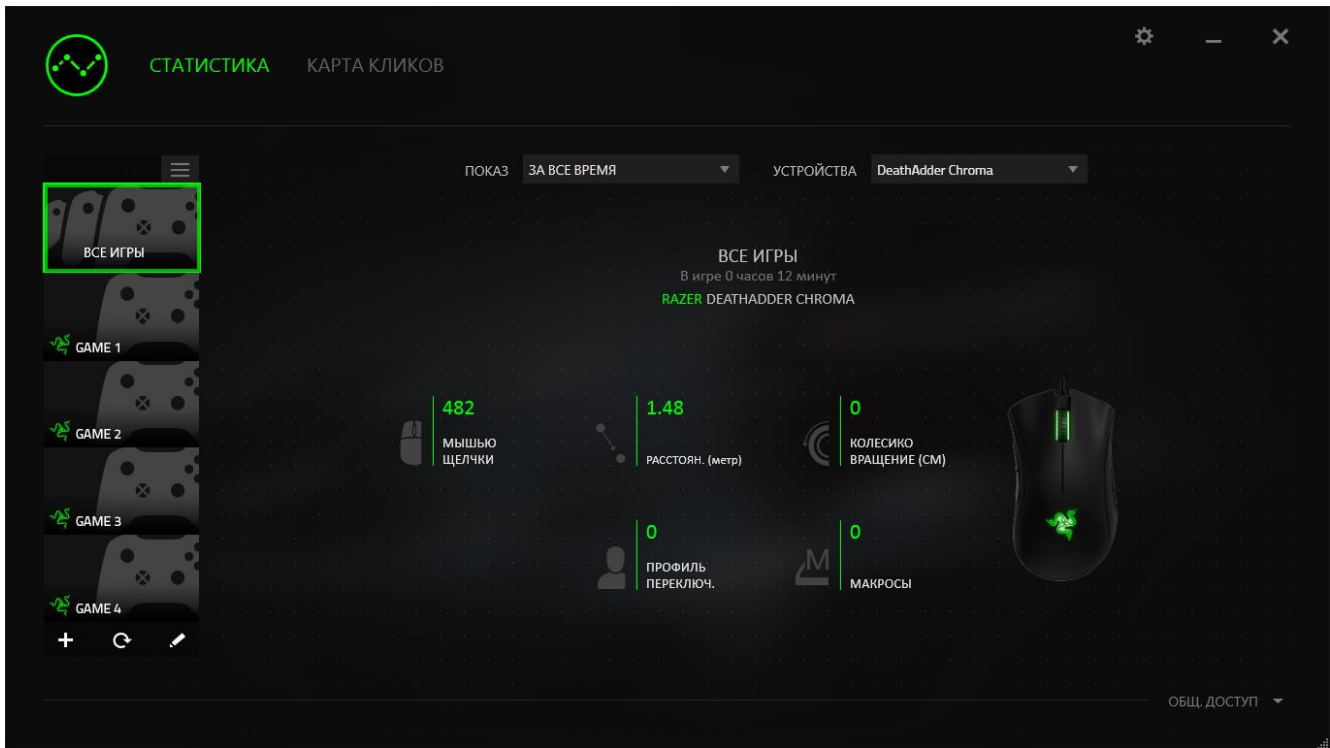 СТАТИСТИКА КАРТА КЛИКОВ
ПОКАЗ ЗА ВСЕ ВРЕМЯ УСТРОЙСТВА DeathAdder Chroma
ВСЕ ИГРЫ
GAME 1
GAME 2
GAME 3
GAME 4
ВСЕ ИГРЫ
В игре 0 часов 12 минут
RAZER DEATHADDER CHROMA
482
МЫШЬЮ
ЩЕЛЧКИ
1.48
РАССТОЯН. (метр)
0
КОЛЕСИКО
ВРАЩЕНИЕ (СМ)
0
ПРОФИЛЬ
ПЕРЕКЛЮЧ.
0
МАКРОСЫ
ОБЩ. ДОСТУП